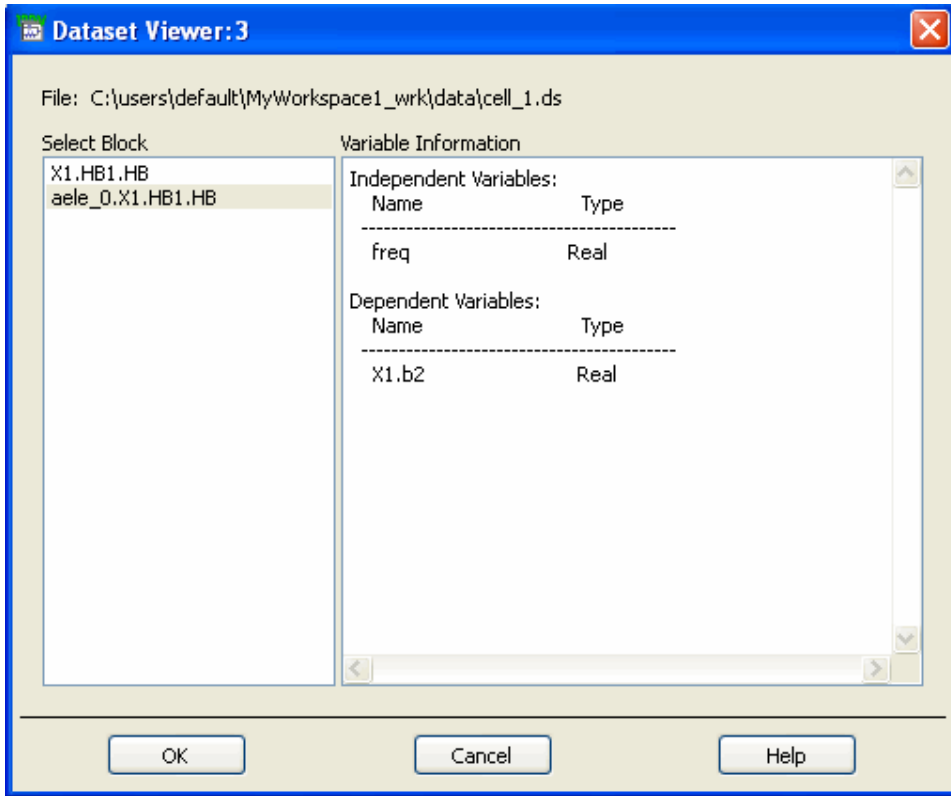 Dataset Viewer:3
File: C:\users\default\MyWorkspace1_wrk\data\cell_1.ds
Select Block
Variable Information
X1.HB1.HB
aele_0.X1.HB1.HB
Independent Variables:
Name Type
------------------------------------------
freq Real
Dependent Variables:
Name Type
------------------------------------------
X1.b2 Real
OK Cancel Help